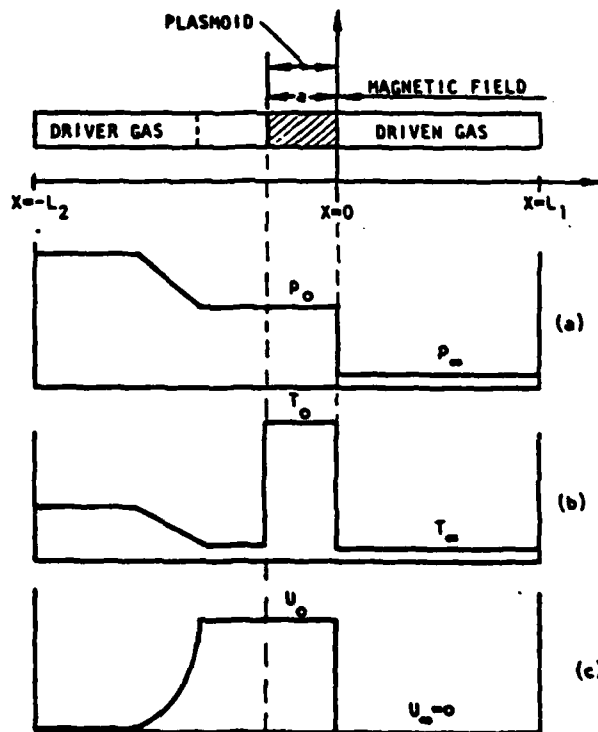 PLASMOID
a
MAGNETIC FIELD
DRIVER GAS
DRIVEN GAS
X=-L2
X=0
X=L1
P0
P∞
(a)
T0
T∞
(b)
U0
U∞=0
(c)